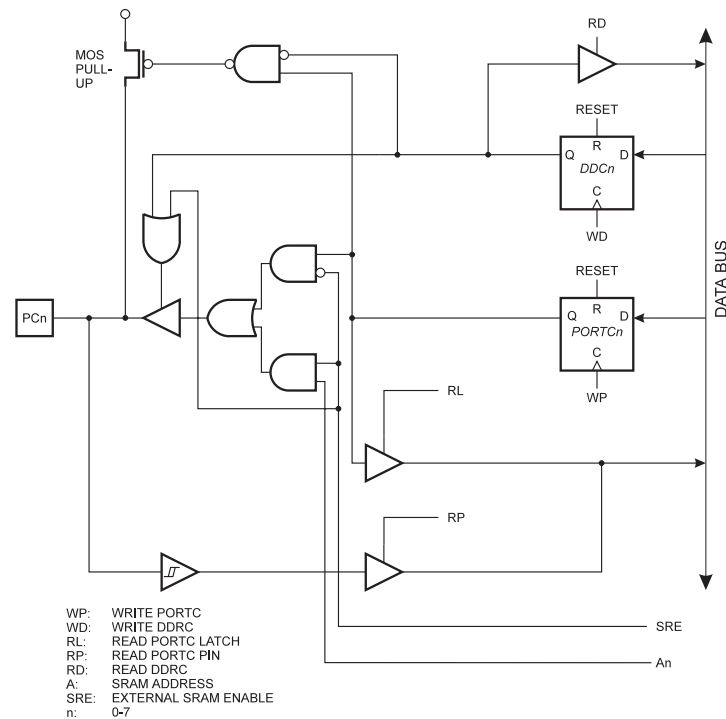 MOS
PULL-
UP
RD
RESET
R
Q
D
DDCn
C
WD
RESET
R
Q
D
PORTCn
C
WP
DATA BUS
PCn
RL
RP
SRE
An
WP: WRITE PORTC
WD: WRITE DDRC
RL: READ PORTC LATCH
RP: READ PORTC PIN
RD: READ DDRC
A: SRAM ADDRESS
SRE: EXTERNAL SRAM ENABLE
n: 0-7